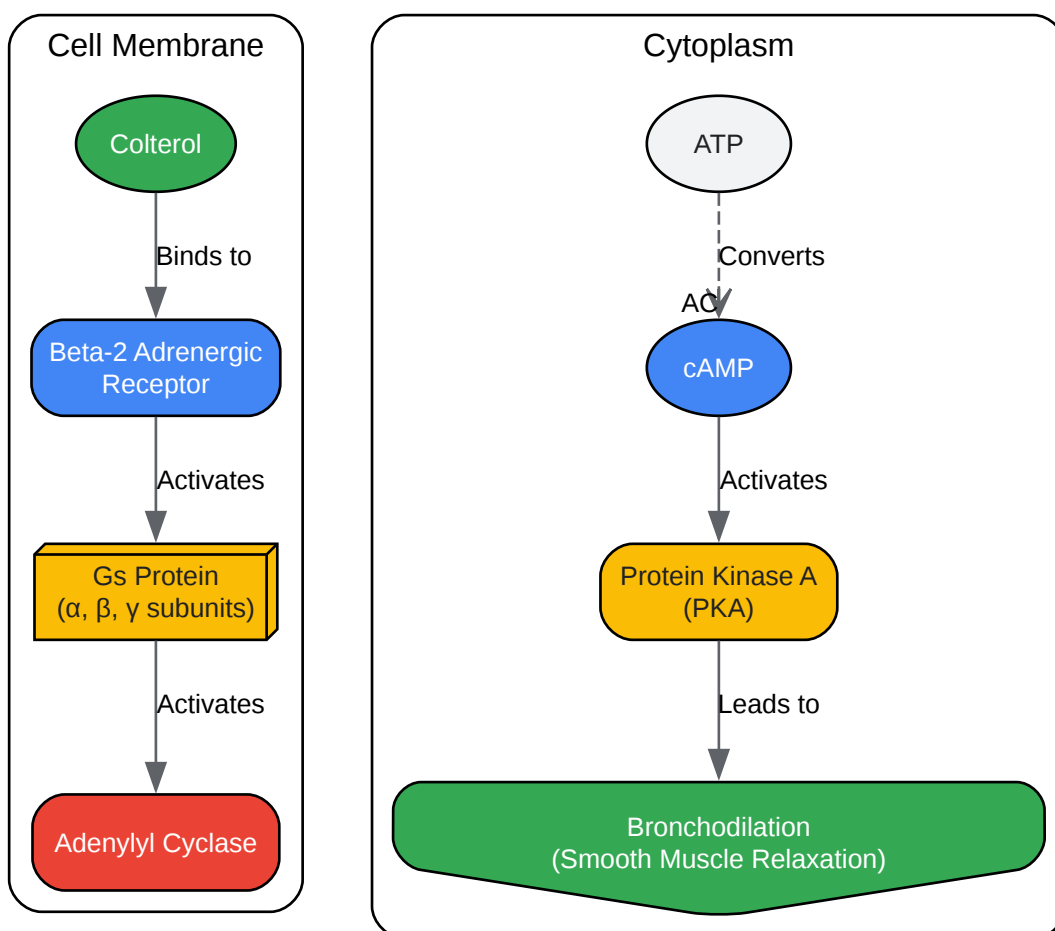 Cell Membrane
Colterol
Binds to
Beta-2 Adrenergic
Receptor
Activates
Gs Protein
(α, β, γ subunits)
Activates
Adenylyl Cyclase
Cytoplasm
ATP
Converts
AC
cAMP
Activates
Protein Kinase A
(PKA)
Leads to
Bronchodilation
(Smooth Muscle Relaxation)